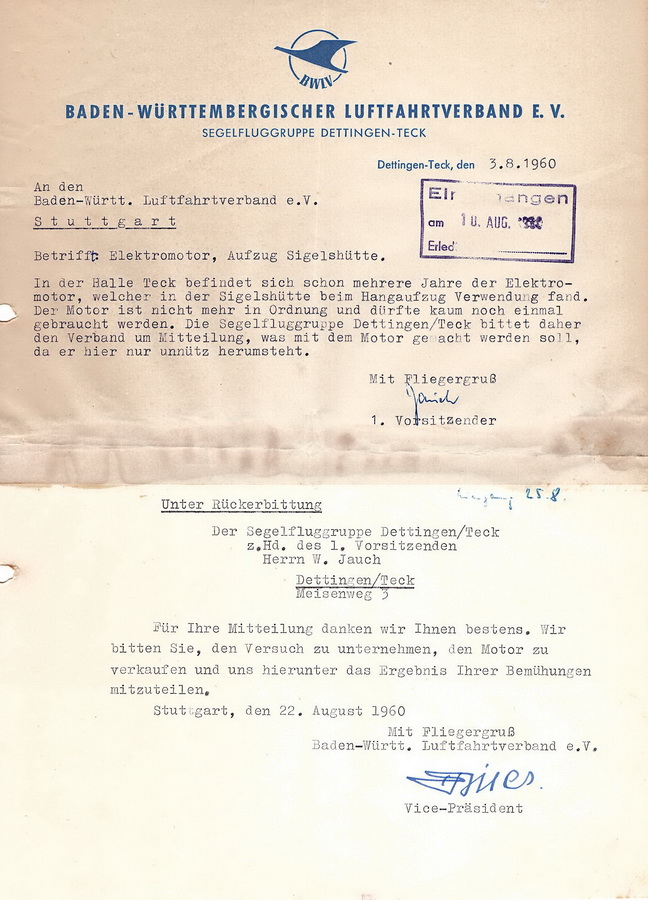 BWLV
BADEN-WÜRTTEMBERGISCHER LUFTFAHRTVERBAND E. V.
SEGELFLUGGRUPPE DETTINGEN-TECK
Dettingen-Teck, den 3.8.1960
An den
Baden-Württ. Luftfahrtverband e.V.
Stuttgart
am 10. AUG.
Erled.
Betrifft: Elektromotor, Aufzug Sigelshütte.
In der Halle Teck befindet sich schon mehrere Jahre der Elektro-
motor, welcher in der Sigelshütte beim Hangaufzug Verwendung fand.
Der Motor ist nicht mehr in Ordnung und dürfte kaum noch einmal
gebraucht werden. Die Segelfluggruppe Dettingen/Teck bittet daher
den Verband um Mitteilung, was mit dem Motor gemacht werden soll,
da er hier nur unnütz herumsteht.
Mit Fliegergruß
Jauch
1. Vorsitzender
25.8.
Unter Rückerbittung
Der Segelfluggruppe Dettingen/Teck
z.Hd. des 1. Vorsitzenden
Herrn W. Jauch
Dettingen/Teck
Meisenweg 3
Für Ihre Mitteilung danken wir Ihnen bestens. Wir
bitten Sie, den Versuch zu unternehmen, den Motor zu
verkaufen und uns hierunter das Ergebnis Ihrer Bemühungen
mitzuteilen.
Stuttgart, den 22. August 1960
Mit Fliegergruß
Baden-Württ. Luftfahrtverband e.V.
Vice-Präsident